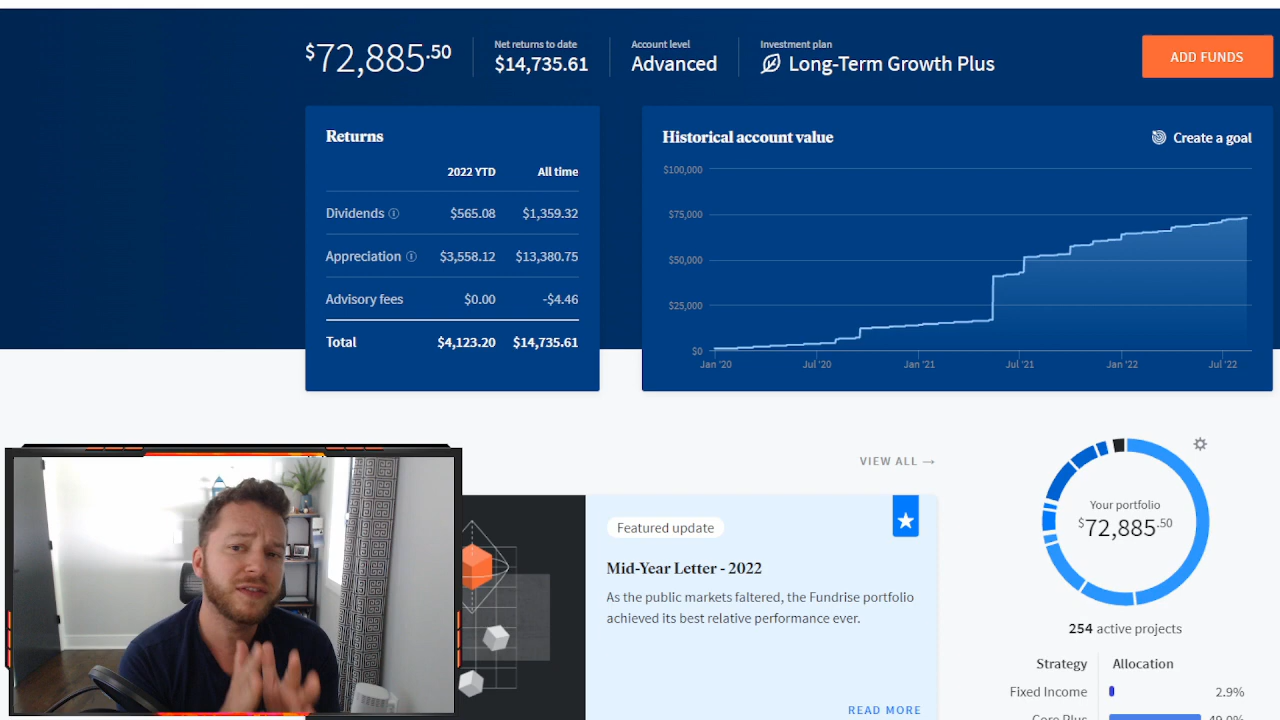 $72,885.50
Net returns to date
$14,735.61
Account level
Advanced
Investment plan
Long-Term Growth Plus
ADD FUNDS
Returns
2022 YTD All time
Dividends $565.08 $1,359.32
Appreciation $3,558.12 $13,380.75
Advisory fees $0.00 -$4.46
Total $4,123.20 $14,735.61
Historical account value
Create a goal
$100,000
$75,000
$50,000
$25,000
$0
Jan '20 Jul '20 Jan '21 Jul '21 Jan '22 Jul '22
VIEW ALL →
Featured update
Mid-Year Letter - 2022
As the public markets faltered, the Fundrise portfolio
achieved its best relative performance ever.
READ MORE
Your portfolio
$72,885.50
254 active projects
Strategy Allocation
Fixed Income 2.9%
Core Plus 49.0%